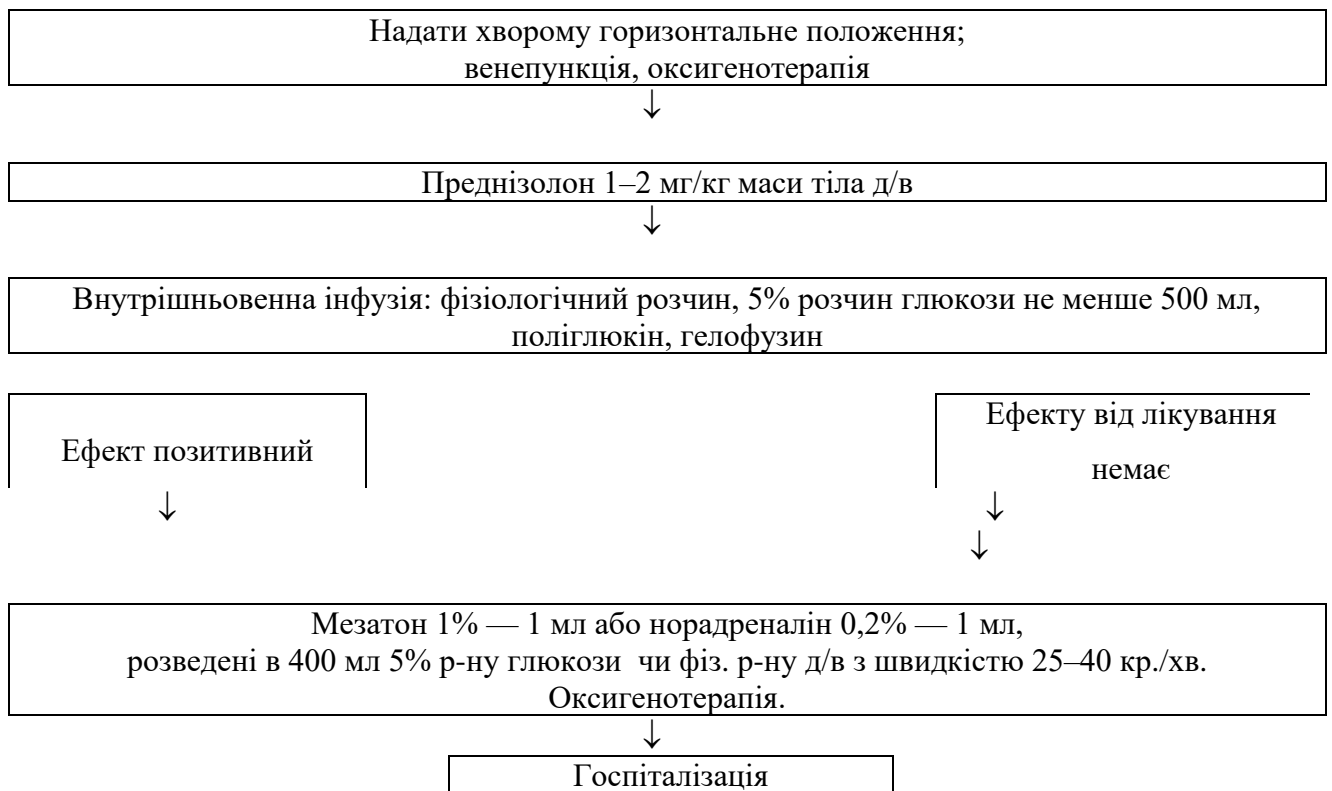 Надати хворому горизонтальне положення;
венепункція, оксигенотерапія
↓
Преднізолон 1–2 мг/кг маси тіла д/в
↓
Внутрішньовенна інфузія: фізіологічний розчин, 5% розчин глюкози не менше 500 мл,
поліглюкін, гелофузин
Ефект позитивний
↓
Ефекту від лікування
немає
↓
↓
Мезатон 1% — 1 мл або норадреналін 0,2% — 1 мл,
розведені в 400 мл 5% р-ну глюкози чи фіз. р-ну д/в з швидкістю 25–40 кр./хв.
Оксигенотерапія.
↓
Госпіталізація